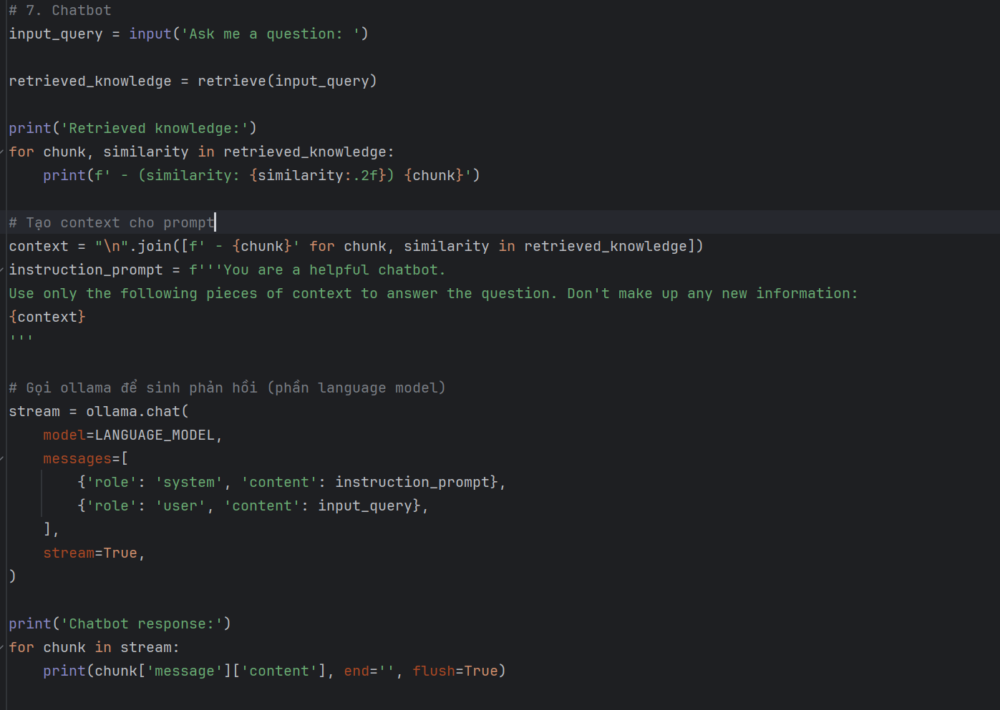 # 7. Chatbot
input_query = input('Ask me a question: ')
retrieved_knowledge = retrieve(input_query)
print('Retrieved knowledge:')
for chunk, similarity in retrieved_knowledge:
    print(f' - (similarity: {similarity:.2f}) {chunk}')
# Tạo context cho prompt
context = "\n".join([f' - {chunk}' for chunk, similarity in retrieved_knowledge])
instruction_prompt = f'''You are a helpful chatbot.
Use only the following pieces of context to answer the question. Don't make up any new information:
{context}
'''
# Gọi ollama để sinh phản hồi (phần language model)
stream = ollama.chat(
    model=LANGUAGE_MODEL,
    messages=[
        {'role': 'system', 'content': instruction_prompt},
        {'role': 'user', 'content': input_query},
    ],
    stream=True,
)
print('Chatbot response:')
for chunk in stream:
    print(chunk['message']['content'], end='', flush=True)